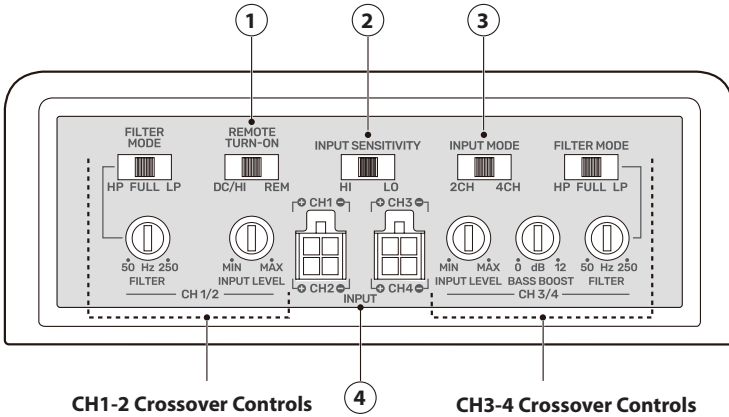 1 2 3
FILTER MODE
REMOTE TURN-ON
INPUT SENSITIVITY
INPUT MODE
FILTER MODE
HP FULL LP
DC/HI REM
HI LO
2CH 4CH
HP FULL LP
CH1
CH3
50 Hz 250
FILTER
MIN MAX
INPUT LEVEL
CH 1/2
CH2
INPUT
CH4
MIN MAX
INPUT LEVEL
0 dB 12
BASS BOOST
50 Hz 250
FILTER
CH 3/4
CH1-2 Crossover Controls
4
CH3-4 Crossover Controls